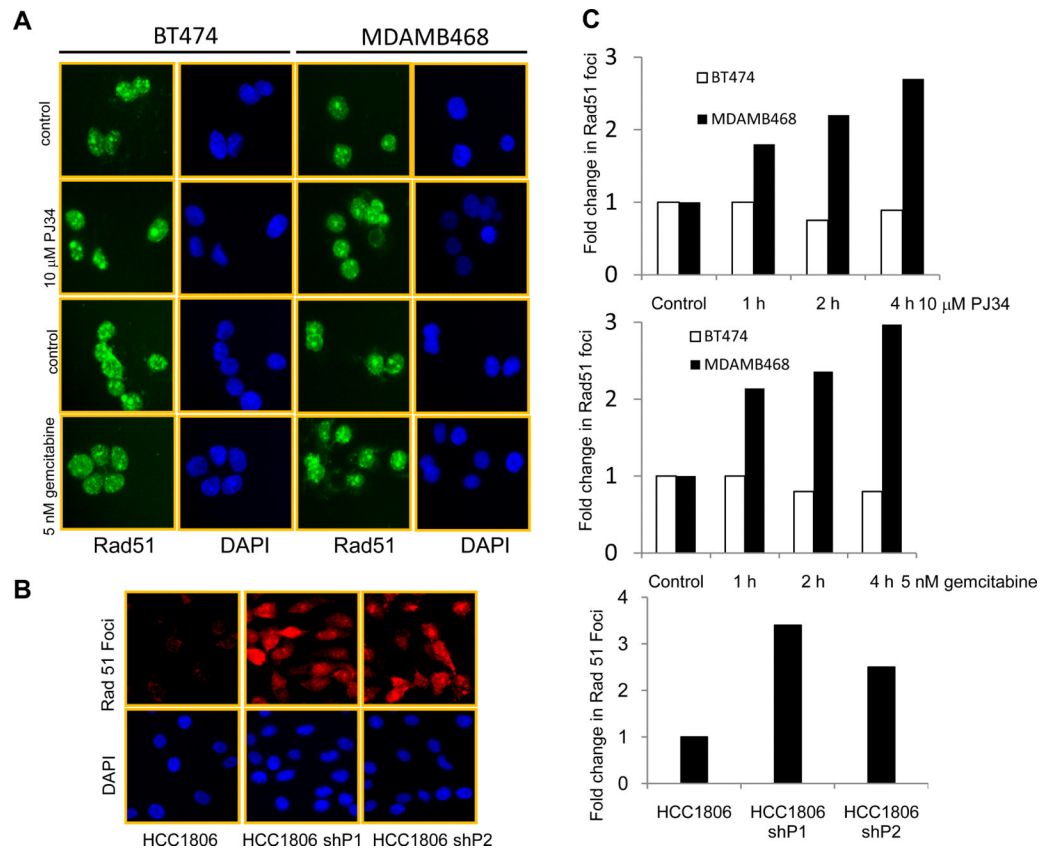 A
BT474 MDAMB468
control
10 μM PJ34
control
5 nM gemcitabine
Rad51 DAPI Rad51 DAPI
B
Rad 51 Foci
DAPI
HCC1806 HCC1806 shP1 HCC1806 shP2
C
Fold change in Rad51 foci
3
2
1
0
BT474
MDAMB468
Control 1 h 2 h 4 h 10 μM PJ34
Fold change in Rad51 foci
3
2
1
0
BT474
MDAMB468
Control 1 h 2 h 4 h 5 nM gemcitabine
Fold change in Rad 51 Foci
4
3
2
1
0
HCC1806 HCC1806 HCC1806
shP1 shP2